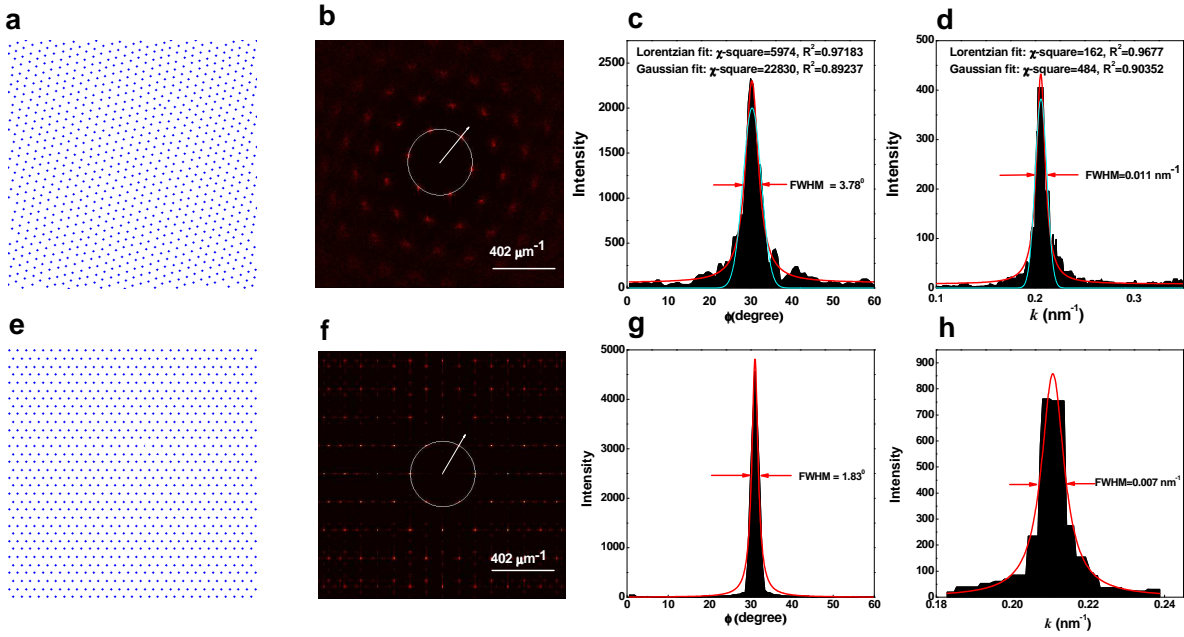 a
b
402 μm-1
c
Lorentzian fit: χ-square=5974, R2=0.97183
Gaussian fit: χ-square=22830, R2=0.89237
FWHM = 3.780
Intensity
2500
2000
1500
1000
500
0
0 20 40 60
ϕ(degree)
d
Lorentzian fit: χ-square=162, R2=0.9677
Gaussian fit: χ-square=484, R2=0.90352
FWHM=0.011 nm-1
Intensity
500
400
300
200
100
0
0.1 0.2 0.3
k (nm-1)
e
f
402 μm-1
g
FWHM = 1.830
Intensity
5000
4000
3000
2000
1000
0
0 10 20 30 40 50 60
ϕ (degree)
h
FWHM=0.007 nm-1
Intensity
900
800
700
600
500
400
300
200
100
0
0.18 0.20 0.22 0.24
k (nm-1)